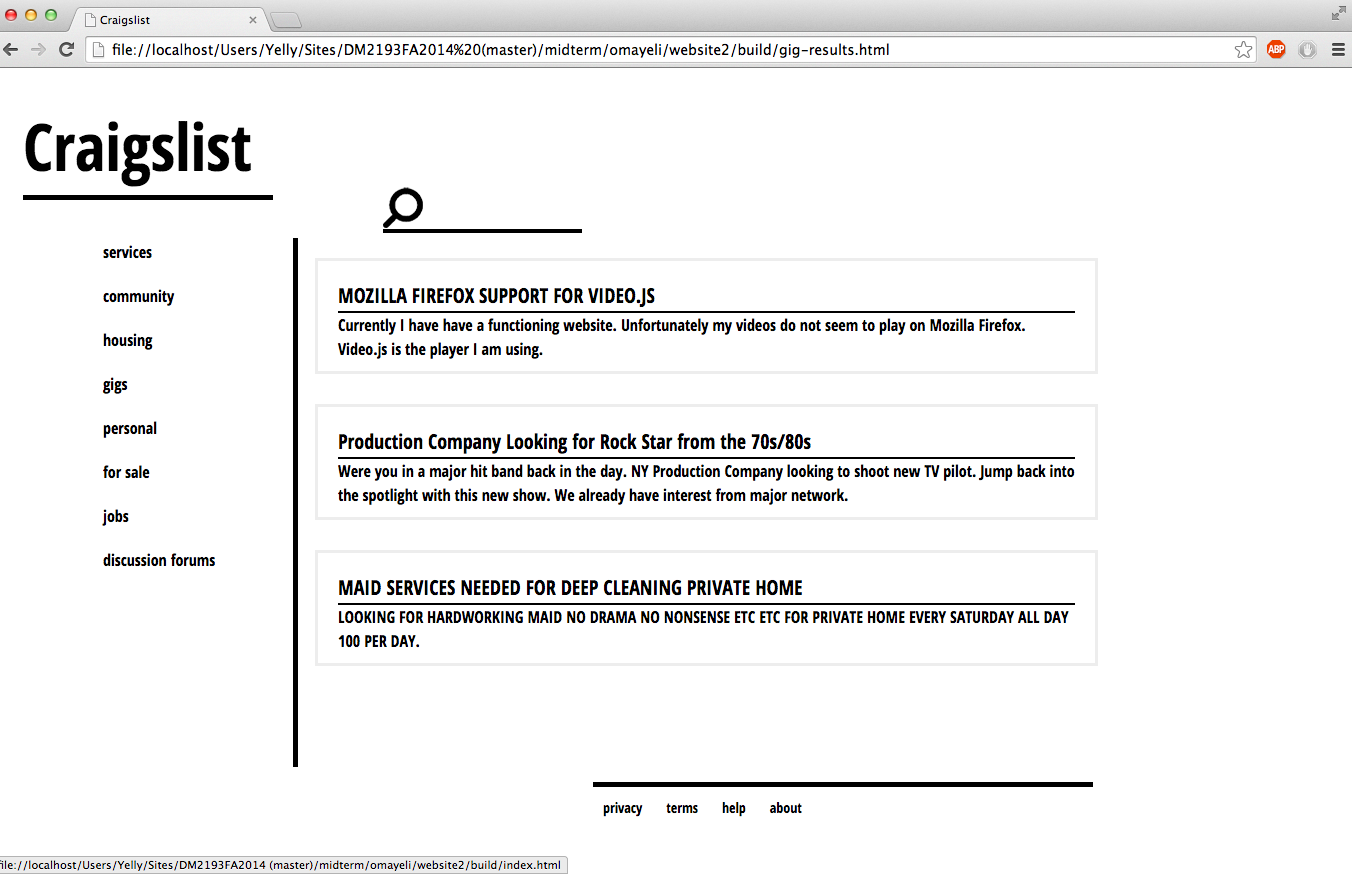 Craigslist
file://localhost/Users/Yelly/Sites/DM2193FA2014%20(master)/midterm/omayeli/website2/build/gig-results.html
ABP
Craigslist
services
community
housing
gigs
personal
for sale
jobs
discussion forums
MOZILLA FIREFOX SUPPORT FOR VIDEO.JS
Currently I have have a functioning website. Unfortunately my videos do not seem to play on Mozilla Firefox.
Video.js is the player I am using.
Production Company Looking for Rock Star from the 70s/80s
Were you in a major hit band back in the day. NY Production Company looking to shoot new TV pilot. Jump back into
the spotlight with this new show. We already have interest from major network.
MAID SERVICES NEEDED FOR DEEP CLEANING PRIVATE HOME
LOOKING FOR HARDWORKING MAID NO DRAMA NO NONSENSE ETC ETC FOR PRIVATE HOME EVERY SATURDAY ALL DAY
100 PER DAY.
privacy terms help about
file://localhost/Users/Yelly/Sites/DM2193FA2014 (master)/midterm/omayeli/website2/build/index.html